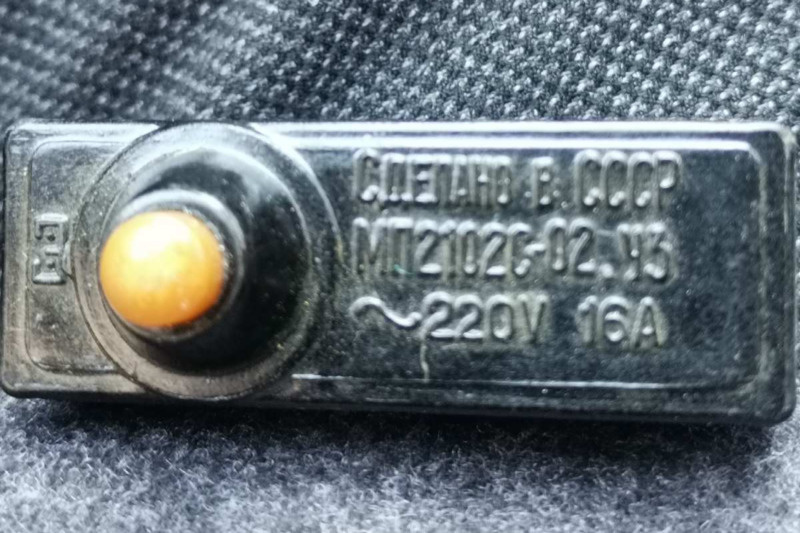 СДЕЛАНО В СССР
МП2102С-02.У3
~220V 16A